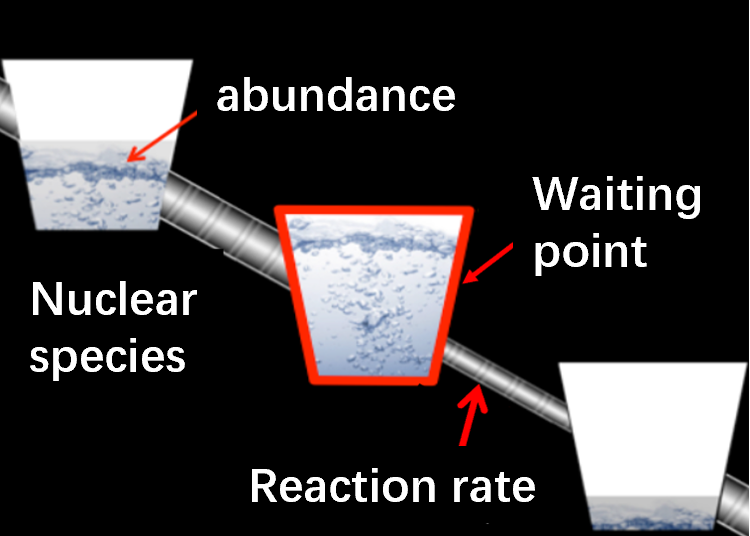 abundance
Waiting
point
Nuclear
species
Reaction rate